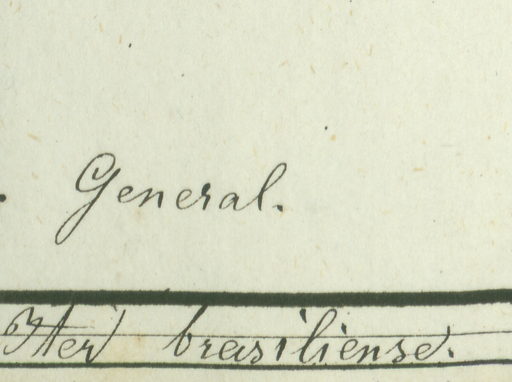 General.
Iter brasiliense.